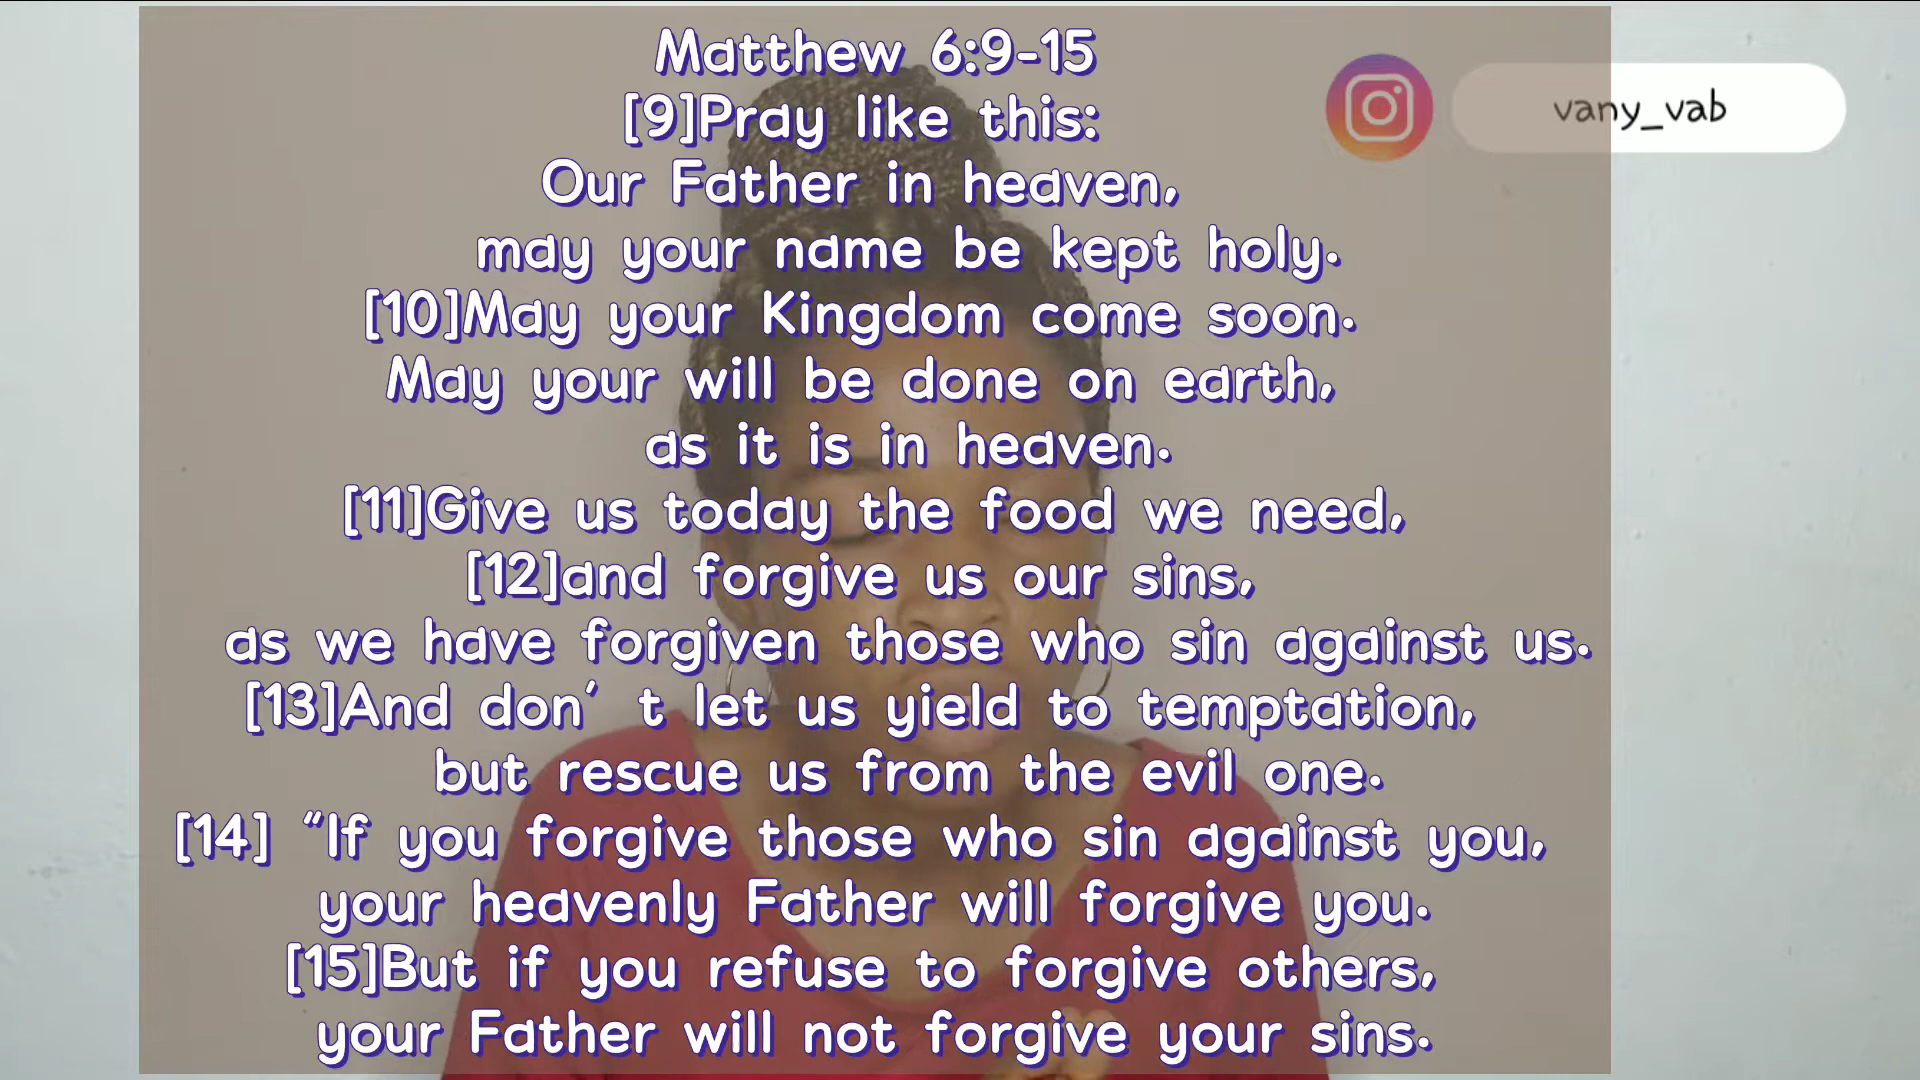 Matthew 6:9-15
[9]Pray like this:
Our Father in heaven,
may your name be kept holy.
[10]May your Kingdom come soon.
May your will be done on earth,
as it is in heaven.
[11]Give us today the food we need,
[12]and forgive us our sins,
as we have forgiven those who sin against us.
[13]And don’ t let us yield to temptation,
but rescue us from the evil one.
[14] “If you forgive those who sin against you,
your heavenly Father will forgive you.
[15]But if you refuse to forgive others,
your Father will not forgive your sins.
vany_vab